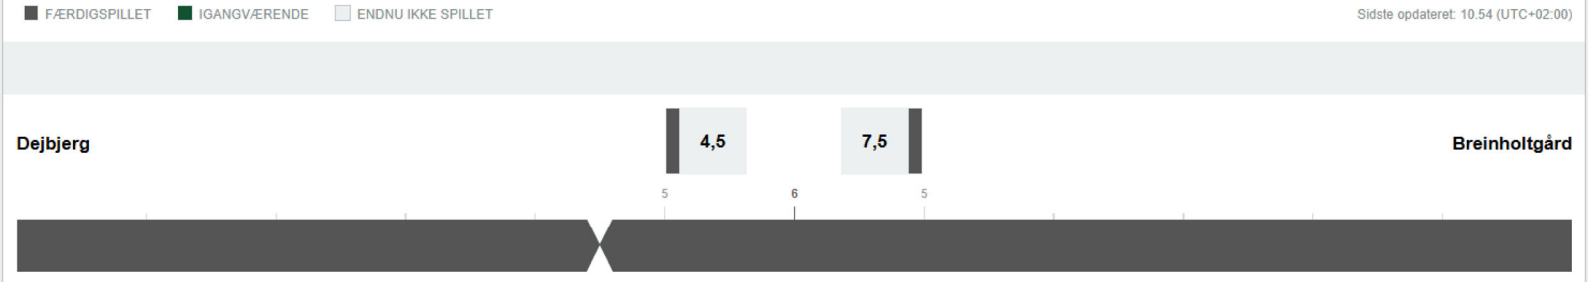 FÆRDIGSPILLET IGANGVÆRENDE ENDNU IKKE SPILLET Sidste opdateret: 10.54 (UTC+02:00)
Dejbjerg 4,5 7,5 Breinholtgård
5 6 5